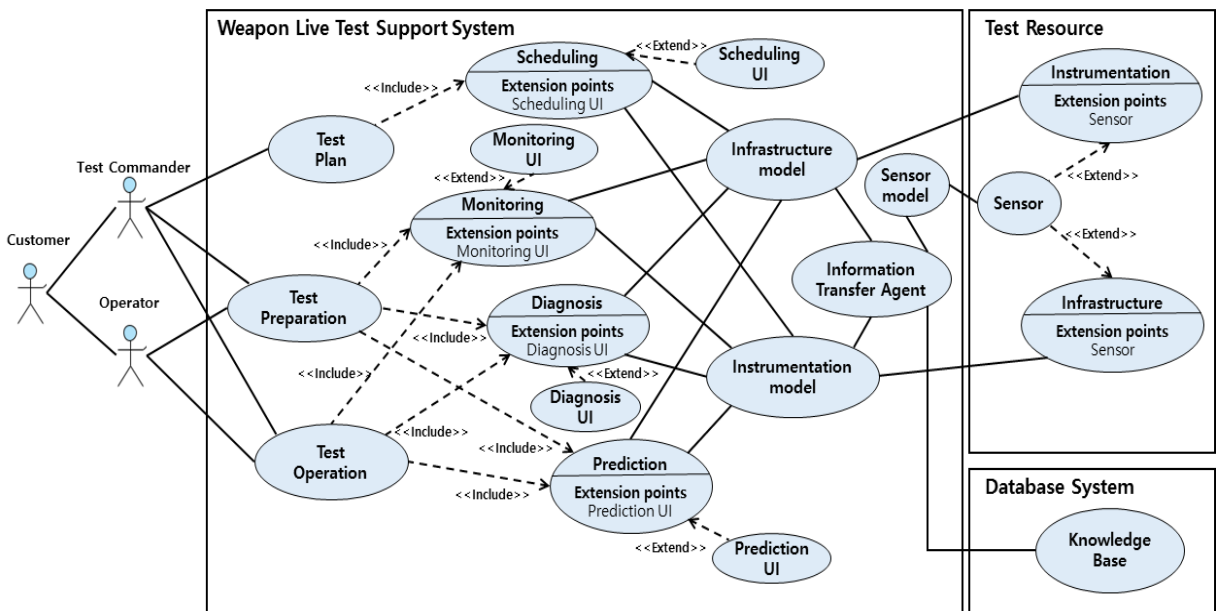 Weapon Live Test Support System
Test Resource
<<Extend>>
Scheduling
Extension points
Scheduling UI
Scheduling
UI
<<Include>>
Test
Plan
Monitoring
UI
<<Extend>>
Monitoring
Extension points
Monitoring UI
Infrastructure
model
Sensor
model
Instrumentation
Extension points
Sensor
<<Extend>>
Sensor
<<Extend>>
Infrastructure
Extension points
Sensor
Test Commander
Customer
Operator
<<Include>>
Test
Preparation
Diagnosis
Extension points
Diagnosis UI
<<Include>>
<<Include>>
<<Extend>>
Diagnosis
UI
Information
Transfer Agent
Instrumentation
model
Test
Operation
<<Include>>
<<Include>>
<<Include>>
Prediction
Extension points
Prediction UI
<<Extend>>
Prediction
UI
Database System
Knowledge
Base